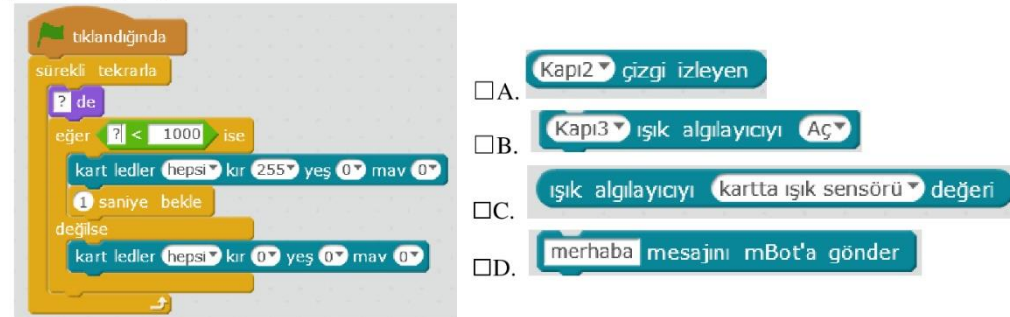 tıklandığında
sürekli tekrarla
? de
eğer ? < 1000 ise
kart ledler hepsi kır 255 yeş 0 mav 0
1 saniye bekle
değilse
kart ledler hepsi kır 0 yeş 0 mav 0
□A. Kapı2 çizgi izleyen
□B. Kapı3 ışık algılayıcıyı Aç
□C. ışık algılayıcıyı kartta ışık sensörü değeri
□D. merhaba mesajını mBot'a gönder